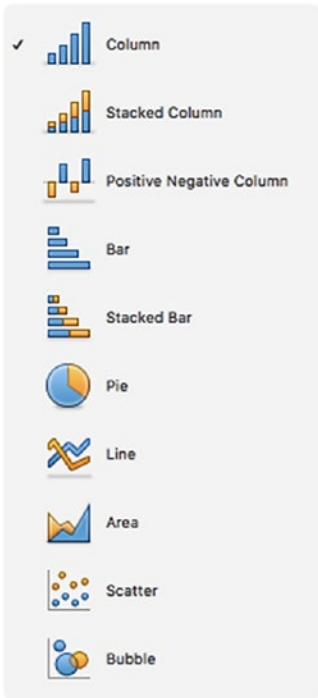 Column
Stacked Column
Positive Negative Column
Bar
Stacked Bar
Pie
Line
Area
Scatter
Bubble